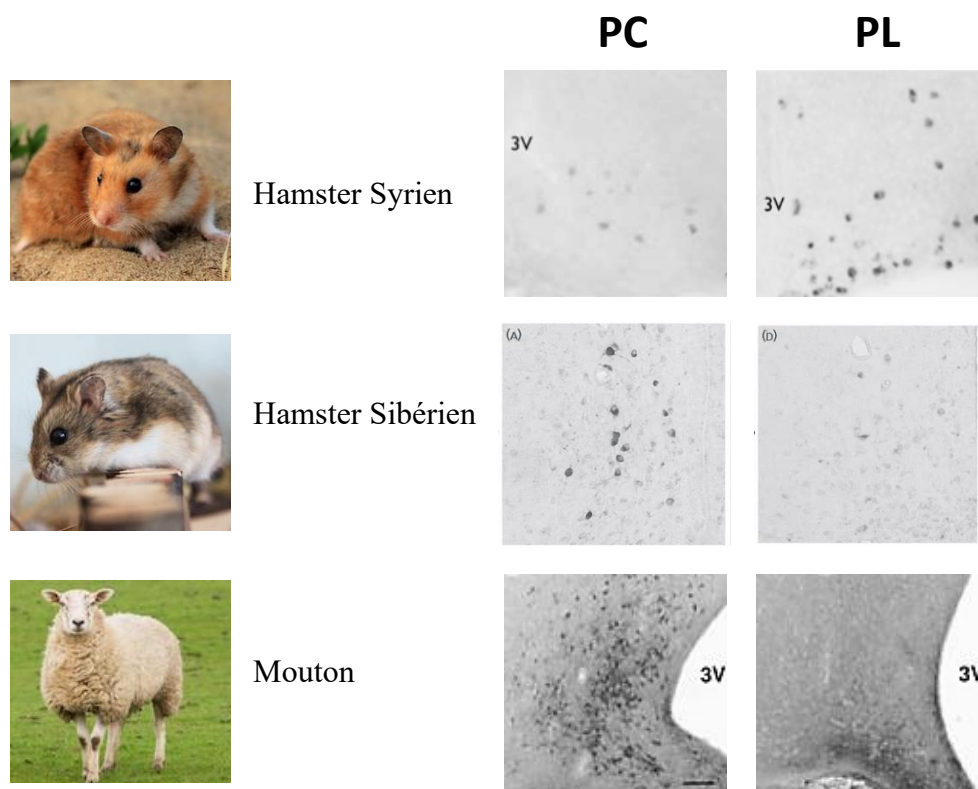 PC PL
3V
3V
Hamster Syrien
(A) (D)
Hamster Sibérien
3V 3V
Mouton